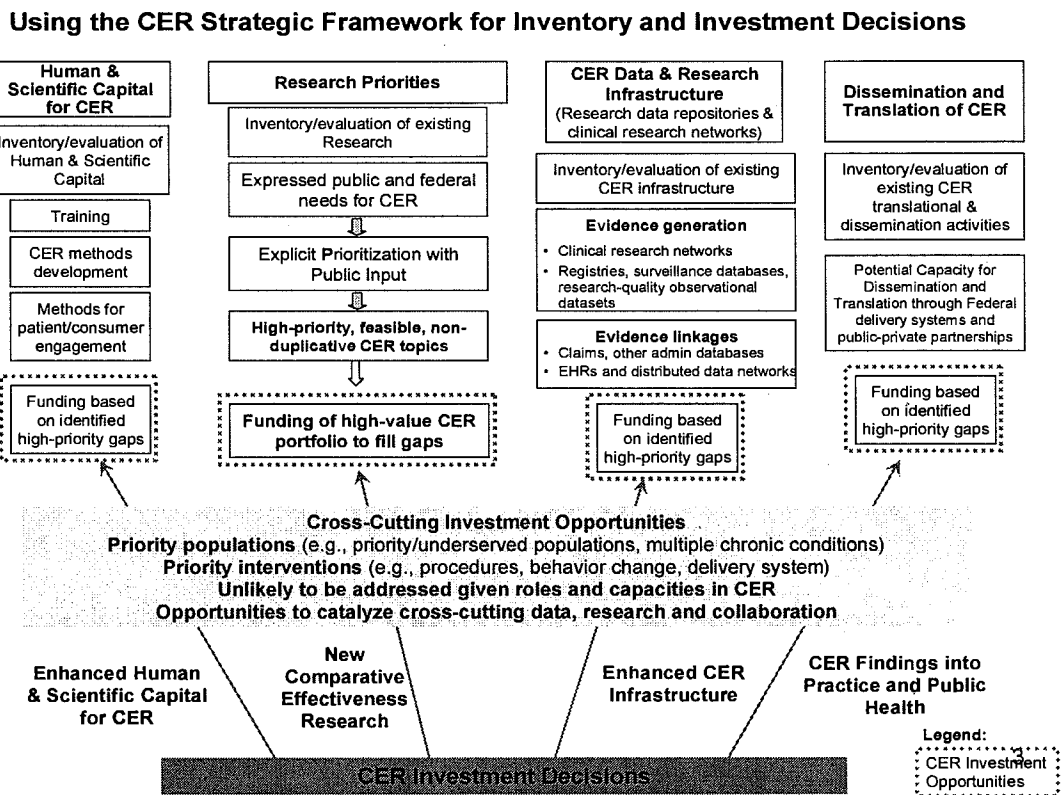 Using the CER Strategic Framework for Inventory and Investment Decisions
Human &
Scientific Capital
for CER
Inventory/evaluation of
Human & Scientific
Capital
Training
CER methods
development
Methods for
patient/consumer
engagement
Funding based
on identified
high-priority gaps
Research Priorities
Inventory/evaluation of existing
Research
Expressed public and federal
needs for CER
Explicit Prioritization with
Public Input
High-priority, feasible, non-
duplicative CER topics
Funding of high-value CER
portfolio to fill gaps
CER Data & Research
Infrastructure
(Research data repositories &
clinical research networks)
Inventory/evaluation of existing
CER infrastructure
Evidence generation
• Clinical research networks
• Registries, surveillance databases,
research-quality observational
datasets
Evidence linkages
• Claims, other admin databases
• EHRs and distributed data networks
Funding based
on identified
high-priority gaps
Dissemination and
Translation of CER
Inventory/evaluation of
existing CER
translational &
dissemination activities
Potential Capacity for
Dissemination and
Translation through Federal
delivery systems and
public-private partnerships
Funding based
on identified
high-priority gaps
Cross-Cutting Investment Opportunities
Priority populations (e.g., priority/underserved populations, multiple chronic conditions)
Priority interventions (e.g., procedures, behavior change, delivery system)
Unlikely to be addressed given roles and capacities in CER
Opportunities to catalyze cross-cutting data, research and collaboration
Enhanced Human
& Scientific Capital
for CER
New
Comparative
Effectiveness
Research
Enhanced CER
Infrastructure
CER Findings into
Practice and Public
Health
CER Investment Decisions
Legend:
3
CER Investment
Opportunities